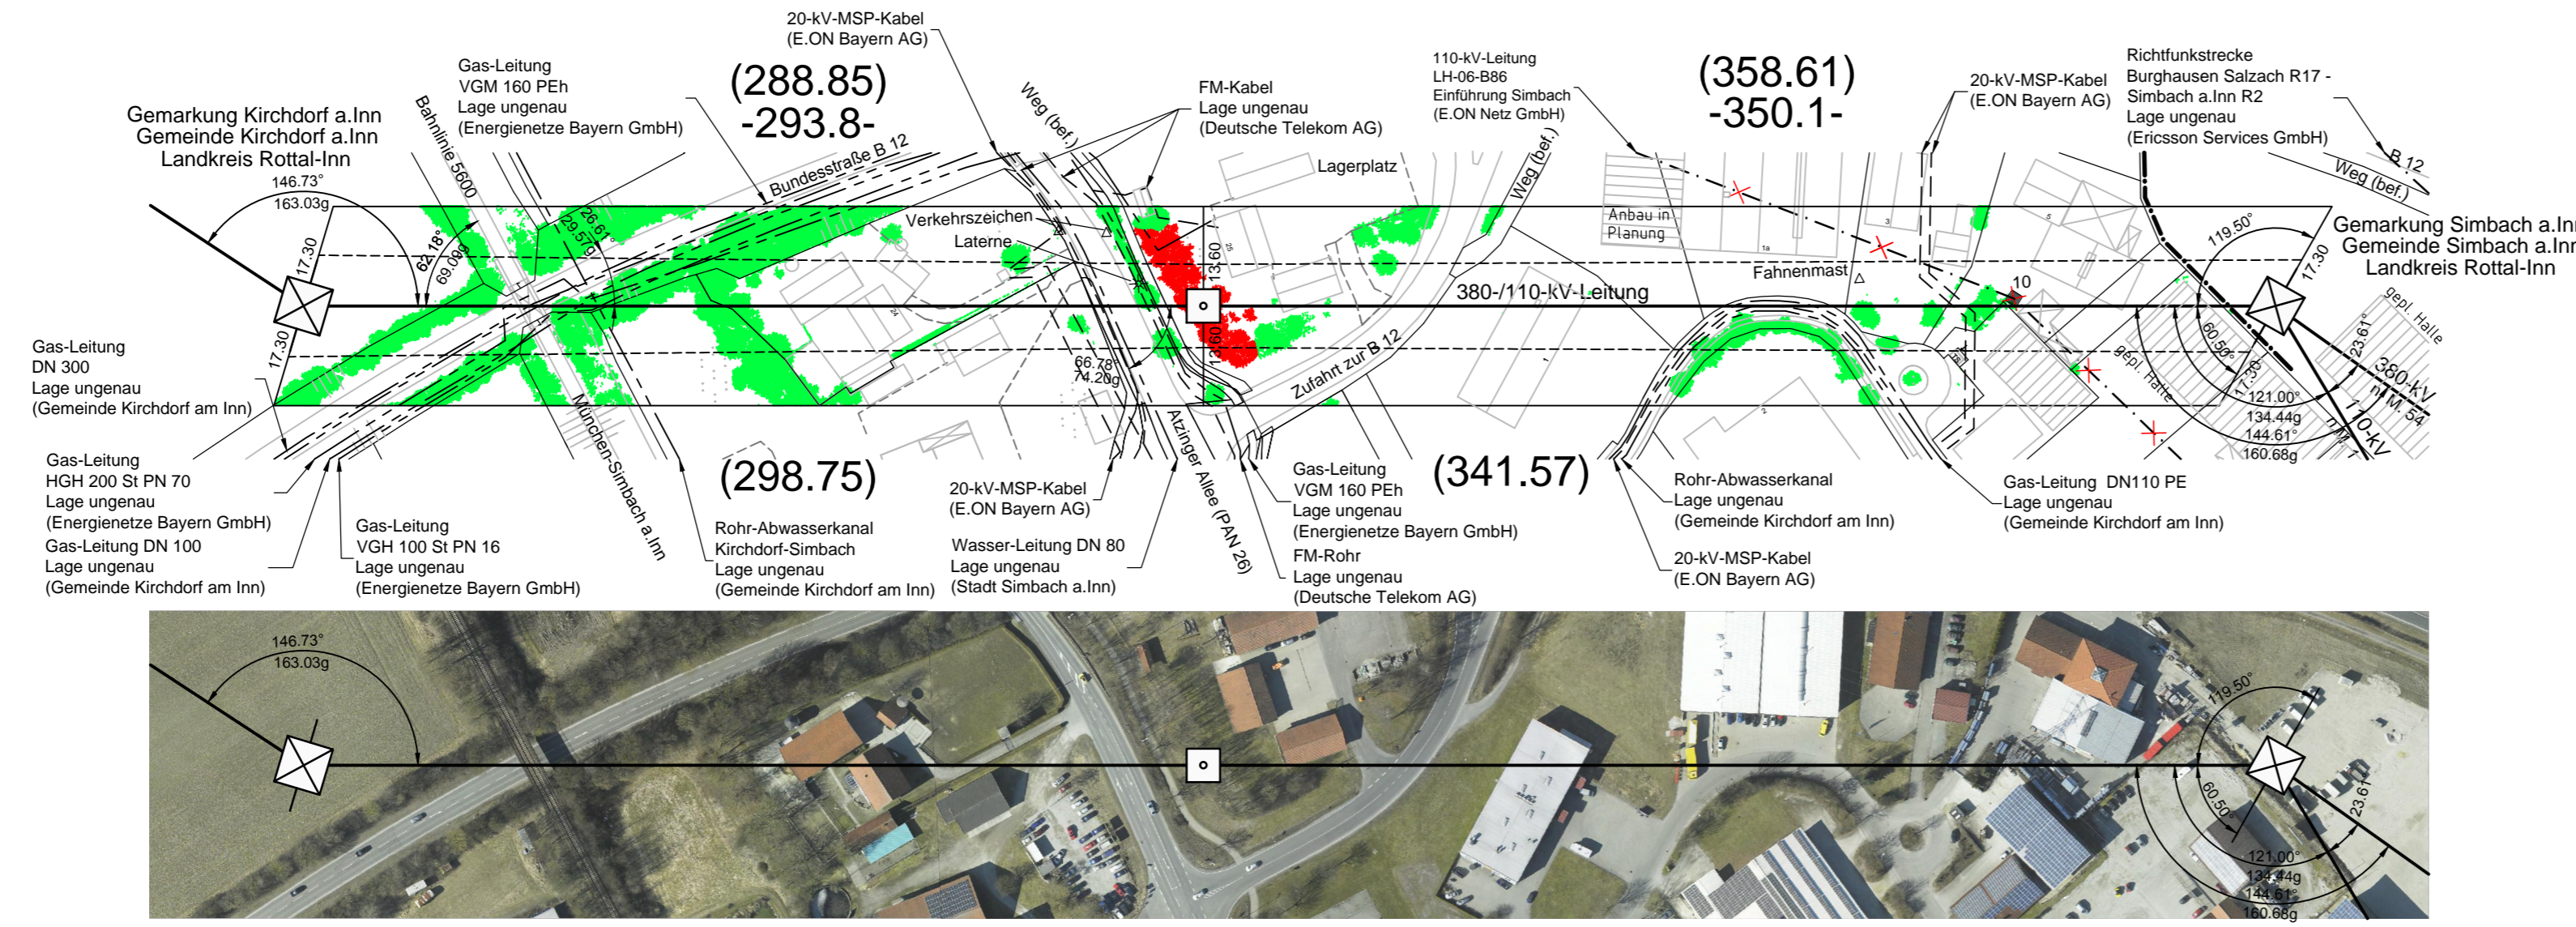 20-kV-MSP-Kabel
(E.ON Bayern AG)
Gas-Leitung
VGM 160 PEh
Lage ungenau
(Energienetze Bayern GmbH)
(288.85)
-293.8-
Gemarkung Kirchdorf a.Inn
Gemeinde Kirchdorf a.Inn
Landkreis Rottal-Inn
Bahnlinie 5600
Bundesstraße B 12
Weg (bef.)
FM-Kabel
Lage ungenau
(Deutsche Telekom AG)
110-kV-Leitung
LH-06-B86
Einführung Simbach
(E.ON Netz GmbH)
(358.61)
-350.1-
20-kV-MSP-Kabel
(E.ON Bayern AG)
Richtfunkstrecke
Burghausen Salzach R17 -
Simbach a.Inn R2
Lage ungenau
(Ericsson Services GmbH)
B 12
Weg (bef.)
Lagerplatz
Weg (bef.)
146.73°
163.03g
17.30
17.30
62.18°
69.09g
26.61°
29.57g
Verkehrszeichen
Laterne
13.60
13.60
25
24
Anbau in
Planung
1a
3
5
Fahnenmast
10
380-/110-kV-Leitung
119.50°
17.30
Gemarkung Simbach a.In
Gemeinde Simbach a.Inn
Landkreis Rottal-Inn
gepl. Halle
23.61°
380-kV
n. M. 54
110-kV
gepl. Halle
60.50°
17.30
121.00°
134.44g
144.61°
160.68g
66.78°
74.20g
Zufahrt zur B 12
1
2
Gas-Leitung
DN 300
Lage ungenau
(Gemeinde Kirchdorf am Inn)
Gas-Leitung
HGH 200 St PN 70
Lage ungenau
(Energienetze Bayern GmbH)
Gas-Leitung DN 100
Lage ungenau
(Gemeinde Kirchdorf am Inn)
Gas-Leitung
VGH 100 St PN 16
Lage ungenau
(Energienetze Bayern GmbH)
München-Simbach a.Inn
(298.75)
Rohr-Abwasserkanal
Kirchdorf-Simbach
Lage ungenau
(Gemeinde Kirchdorf am Inn)
20-kV-MSP-Kabel
(E.ON Bayern AG)
Wasser-Leitung DN 80
Lage ungenau
(Stadt Simbach a.Inn)
Atzinger Allee (PAN 26)
Gas-Leitung
VGM 160 PEh
Lage ungenau
(Energienetze Bayern GmbH)
FM-Rohr
Lage ungenau
(Deutsche Telekom AG)
(341.57)
Rohr-Abwasserkanal
Lage ungenau
(Gemeinde Kirchdorf am Inn)
20-kV-MSP-Kabel
(E.ON Bayern AG)
Gas-Leitung DN110 PE
Lage ungenau
(Gemeinde Kirchdorf am Inn)
146.73°
163.03g
119.50°
60.50°
23.61°
121.00°
134.44g
144.61°
160.68g